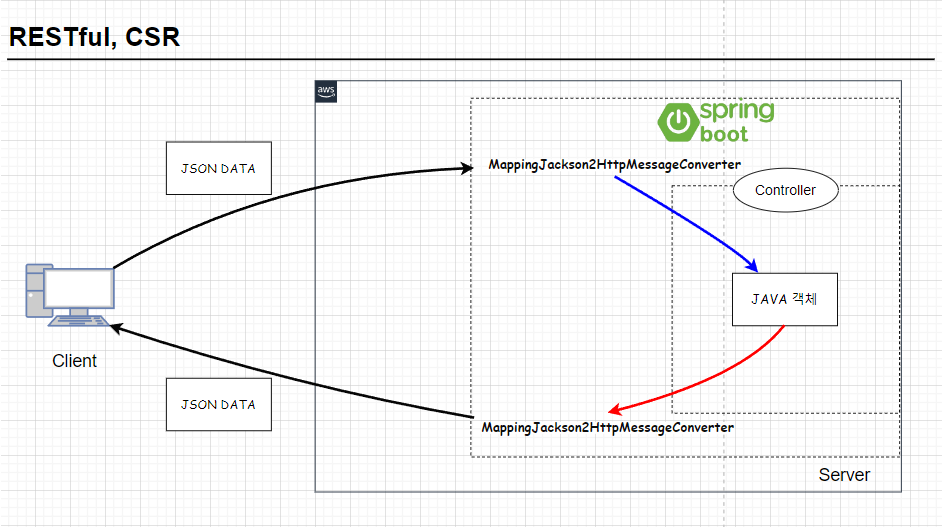 RESTful, CSR
aws
spring
boot
JSON DATA
MappingJackson2HttpMessageConverter
Controller
JAVA 객체
Client
JSON DATA
MappingJackson2HttpMessageConverter
Server